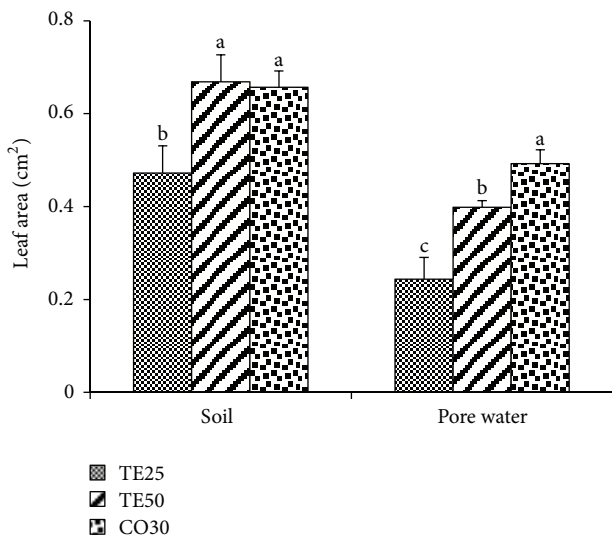 0.8
0.6
0.4
0.2
0
Leaf area (cm²)
b
a
a
c
b
a
Soil
Pore water
TE25
TE50
CO30